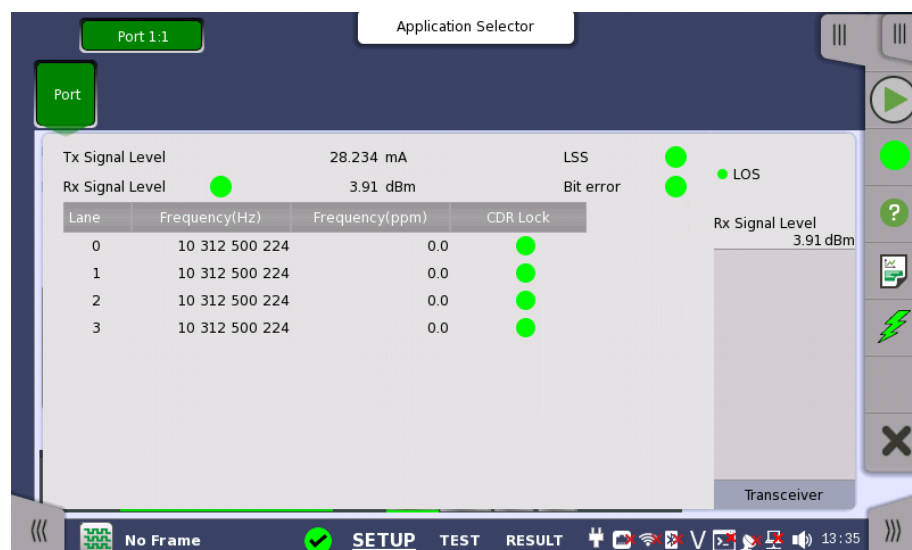 Port 1:1
Application Selector
Port
Tx Signal Level 28.234 mA LSS
Rx Signal Level 3.91 dBm Bit error
LOS
Lane Frequency(Hz) Frequency(ppm) CDR Lock
Rx Signal Level
3.91 dBm
0 10 312 500 224 0.0
1 10 312 500 224 0.0
2 10 312 500 224 0.0
3 10 312 500 224 0.0
Transceiver
No Frame SETUP TEST RESULT V 13:35